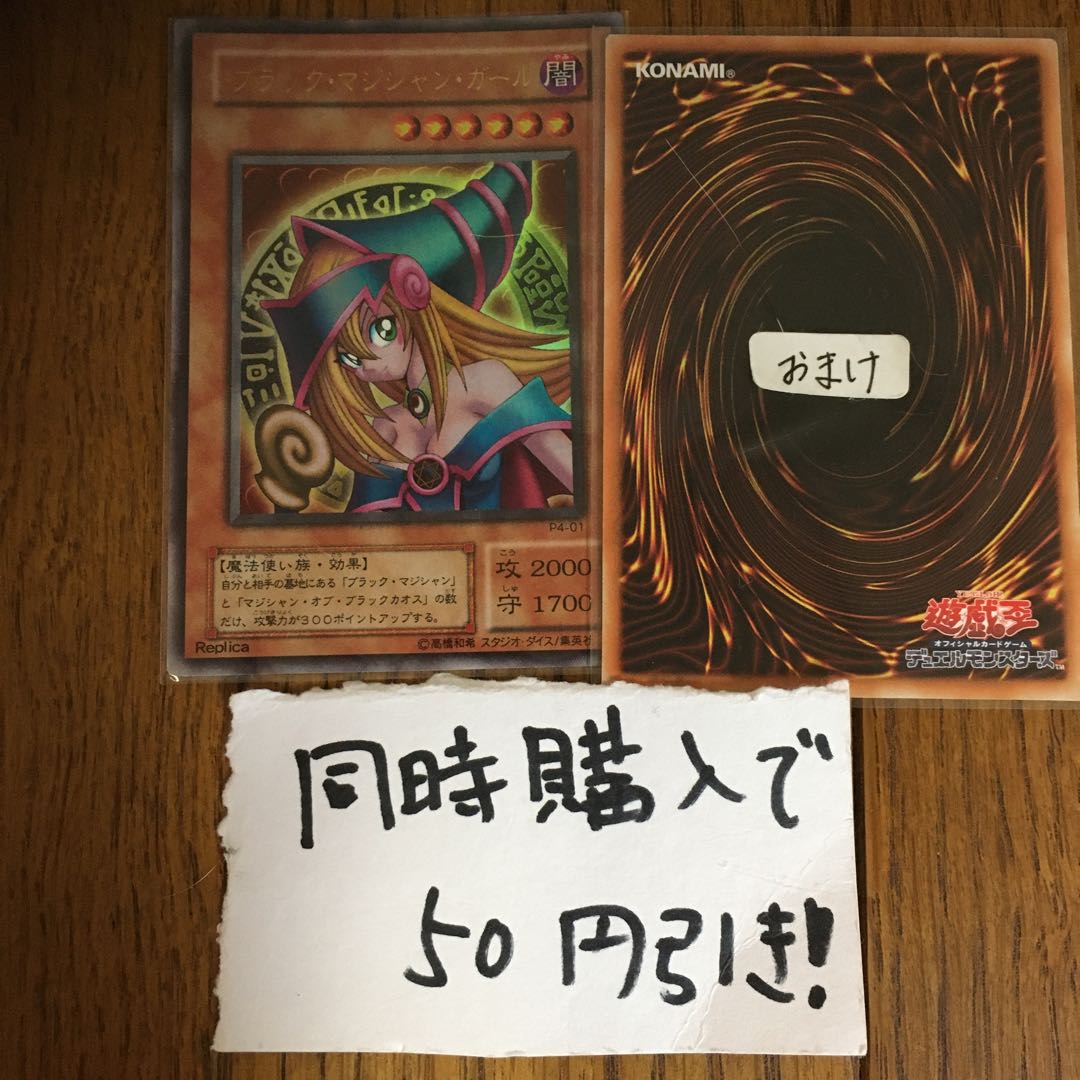 ブラック・マジシャン・ガール
闇
P4-01
【魔法使い族・効果】
自分と相手の墓地にある「ブラック・マジシャン」
と「マジシャン・オブ・ブラックカオス」の数
だけ、攻撃力が300ポイントアップする。
攻 2000
守 1700
Replica
©高橋和希 スタジオ・ダイス/集英社
KONAMI®
おまけ
遊戯王
オフィシャルカードゲーム
デュエルモンスターズ™
同時購入で
50円引き!